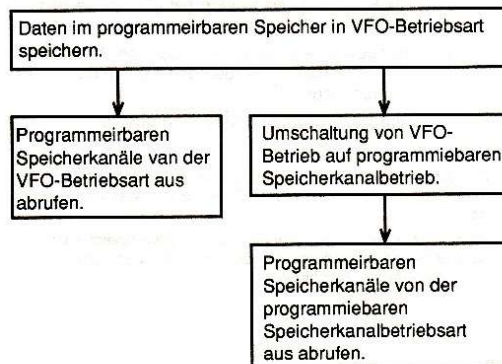 Daten im programmeirbaren Speicher in VFO-Betriebsart
speichern.
Programmeirbaren
Speicherkanäle van der
VFO-Betriebsart aus
abrufen.
Umschaltung von VFO-
Betrieb auf programmiebaren
Speicherkanalbetrieb.
Programmeirbaren
Speicherkanäle von der
programmiebaren
Speicherkanalbetriebsart
aus abrufen.